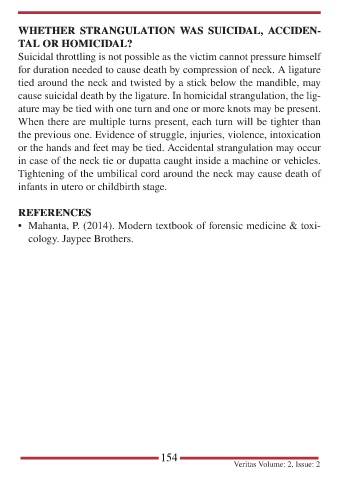 WHETHER STRANGULATION WAS SUICIDAL, ACCIDEN-
TAL OR HOMICIDAL?
Suicidal throttling is not possible as the victim cannot pressure himself
for duration needed to cause death by compression of neck. A ligature
tied around the neck and twisted by a stick below the mandible, may
cause suicidal death by the ligature. In homicidal strangulation, the lig-
ature may be tied with one turn and one or more knots may be present.
When there are multiple turns present, each turn will be tighter than
the previous one. Evidence of struggle, injuries, violence, intoxication
or the hands and feet may be tied. Accidental strangulation may occur
in case of the neck tie or dupatta caught inside a machine or vehicles.
Tightening of the umbilical cord around the neck may cause death of
infants in utero or childbirth stage.
REFERENCES
• Mahanta, P. (2014). Modern textbook of forensic medicine & toxi-
cology. Jaypee Brothers.
154
Veritas Volume: 2, Issue: 2